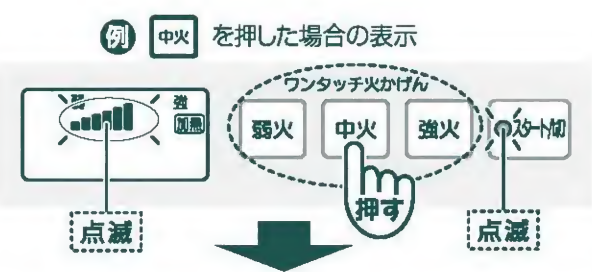 例 中火 を押した場合の表示
ワンタッチ火かげん
弱 強
加熱
弱火 中火 強火 スタート/切
押す
点滅 点滅